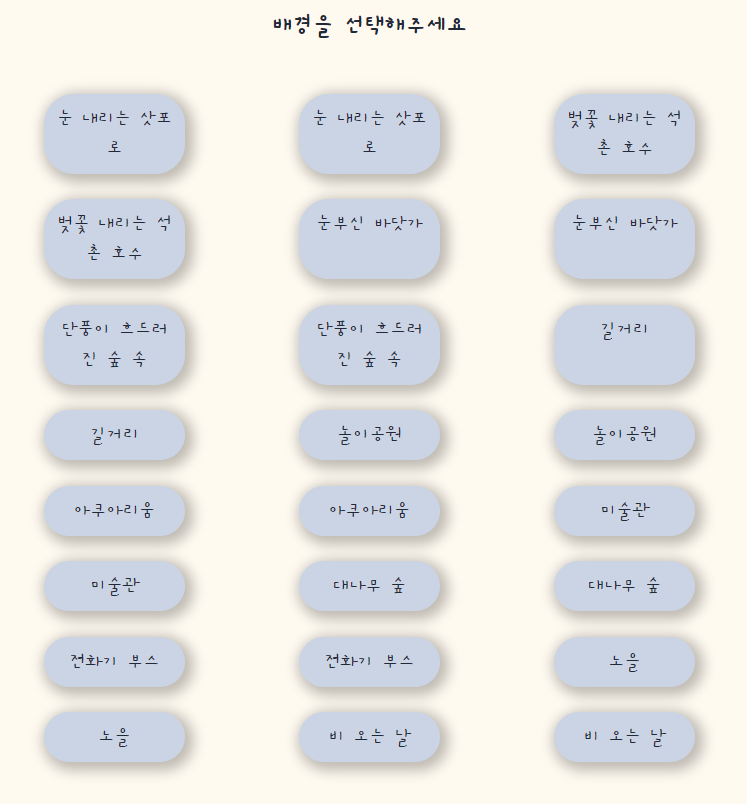 배경을 선택해주세요
눈 내리는 삿포
로
눈 내리는 삿포
로
벚꽃 내리는 석
촌 호수
벚꽃 내리는 석
촌 호수
눈부신 바닷가
눈부신 바닷가
단풍이 흐드러
진 숲 속
단풍이 흐드러
진 숲 속
길거리
길거리
놀이공원
놀이공원
아쿠아리움
아쿠아리움
미술관
미술관
대나무 숲
대나무 숲
전화기 부스
전화기 부스
노을
노을
비 오는 날
비 오는 날